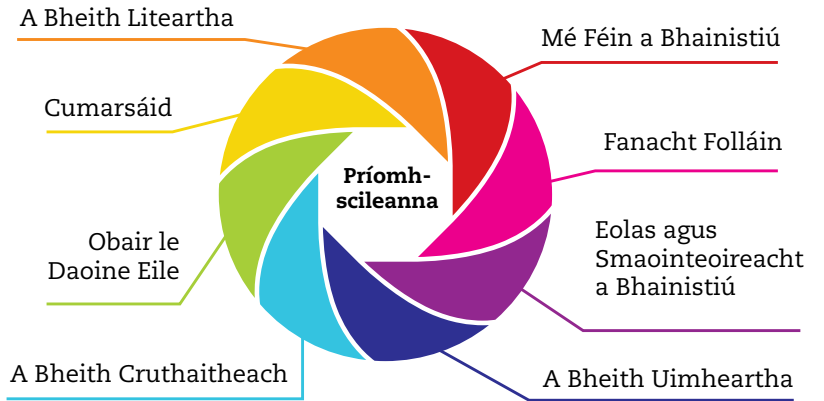 A Bheith Liteartha
Mé Féin a Bhainistiú
Cumarsáid
Fanacht Folláin
Príomh-
scileanna
Obair le
Daoine Eile
Eolas agus
Smaointeoireacht
a Bhainistiú
A Bheith Cruthaitheach
A Bheith Uimheartha